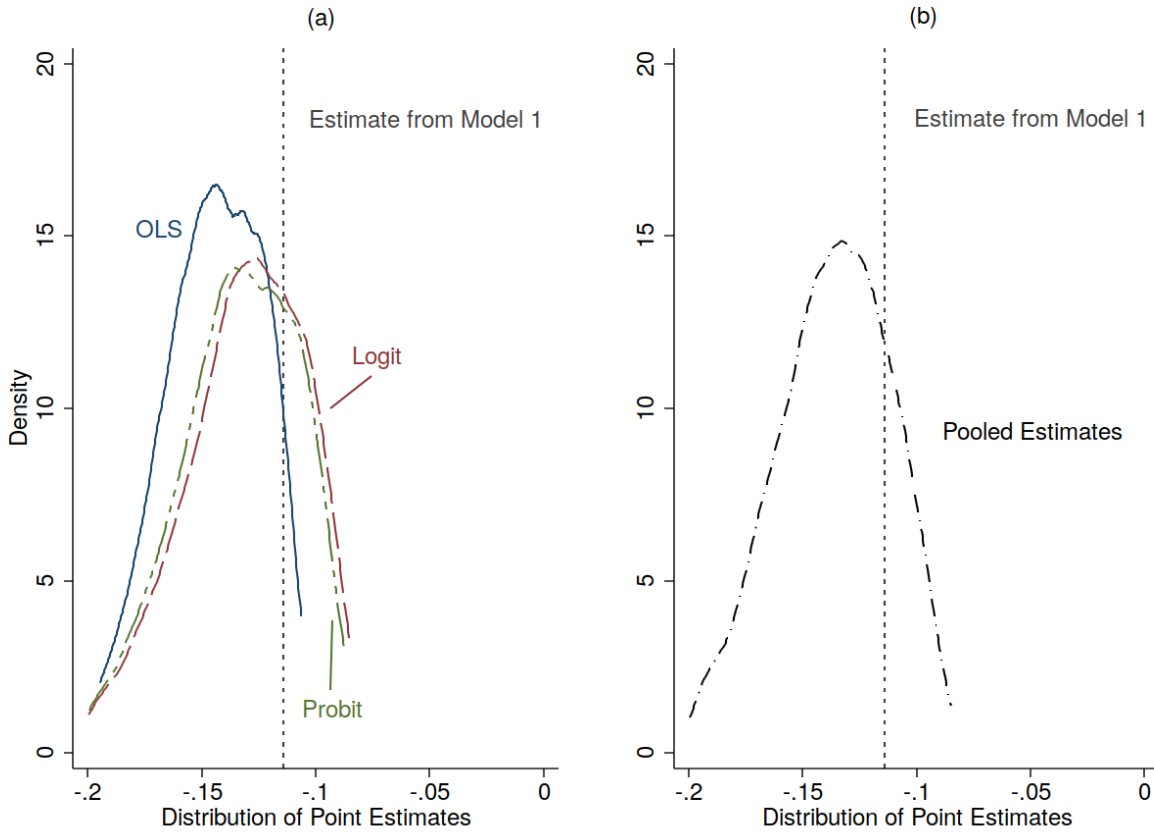 (a)
20
15
10
5
0
Density
Estimate from Model 1
OLS
Logit
Probit
-.2
-.15
-.1
-.05
0
Distribution of Point Estimates
(b)
20
15
10
5
0
Estimate from Model 1
Pooled Estimates
-.2
-.15
-.1
-.05
0
Distribution of Point Estimates